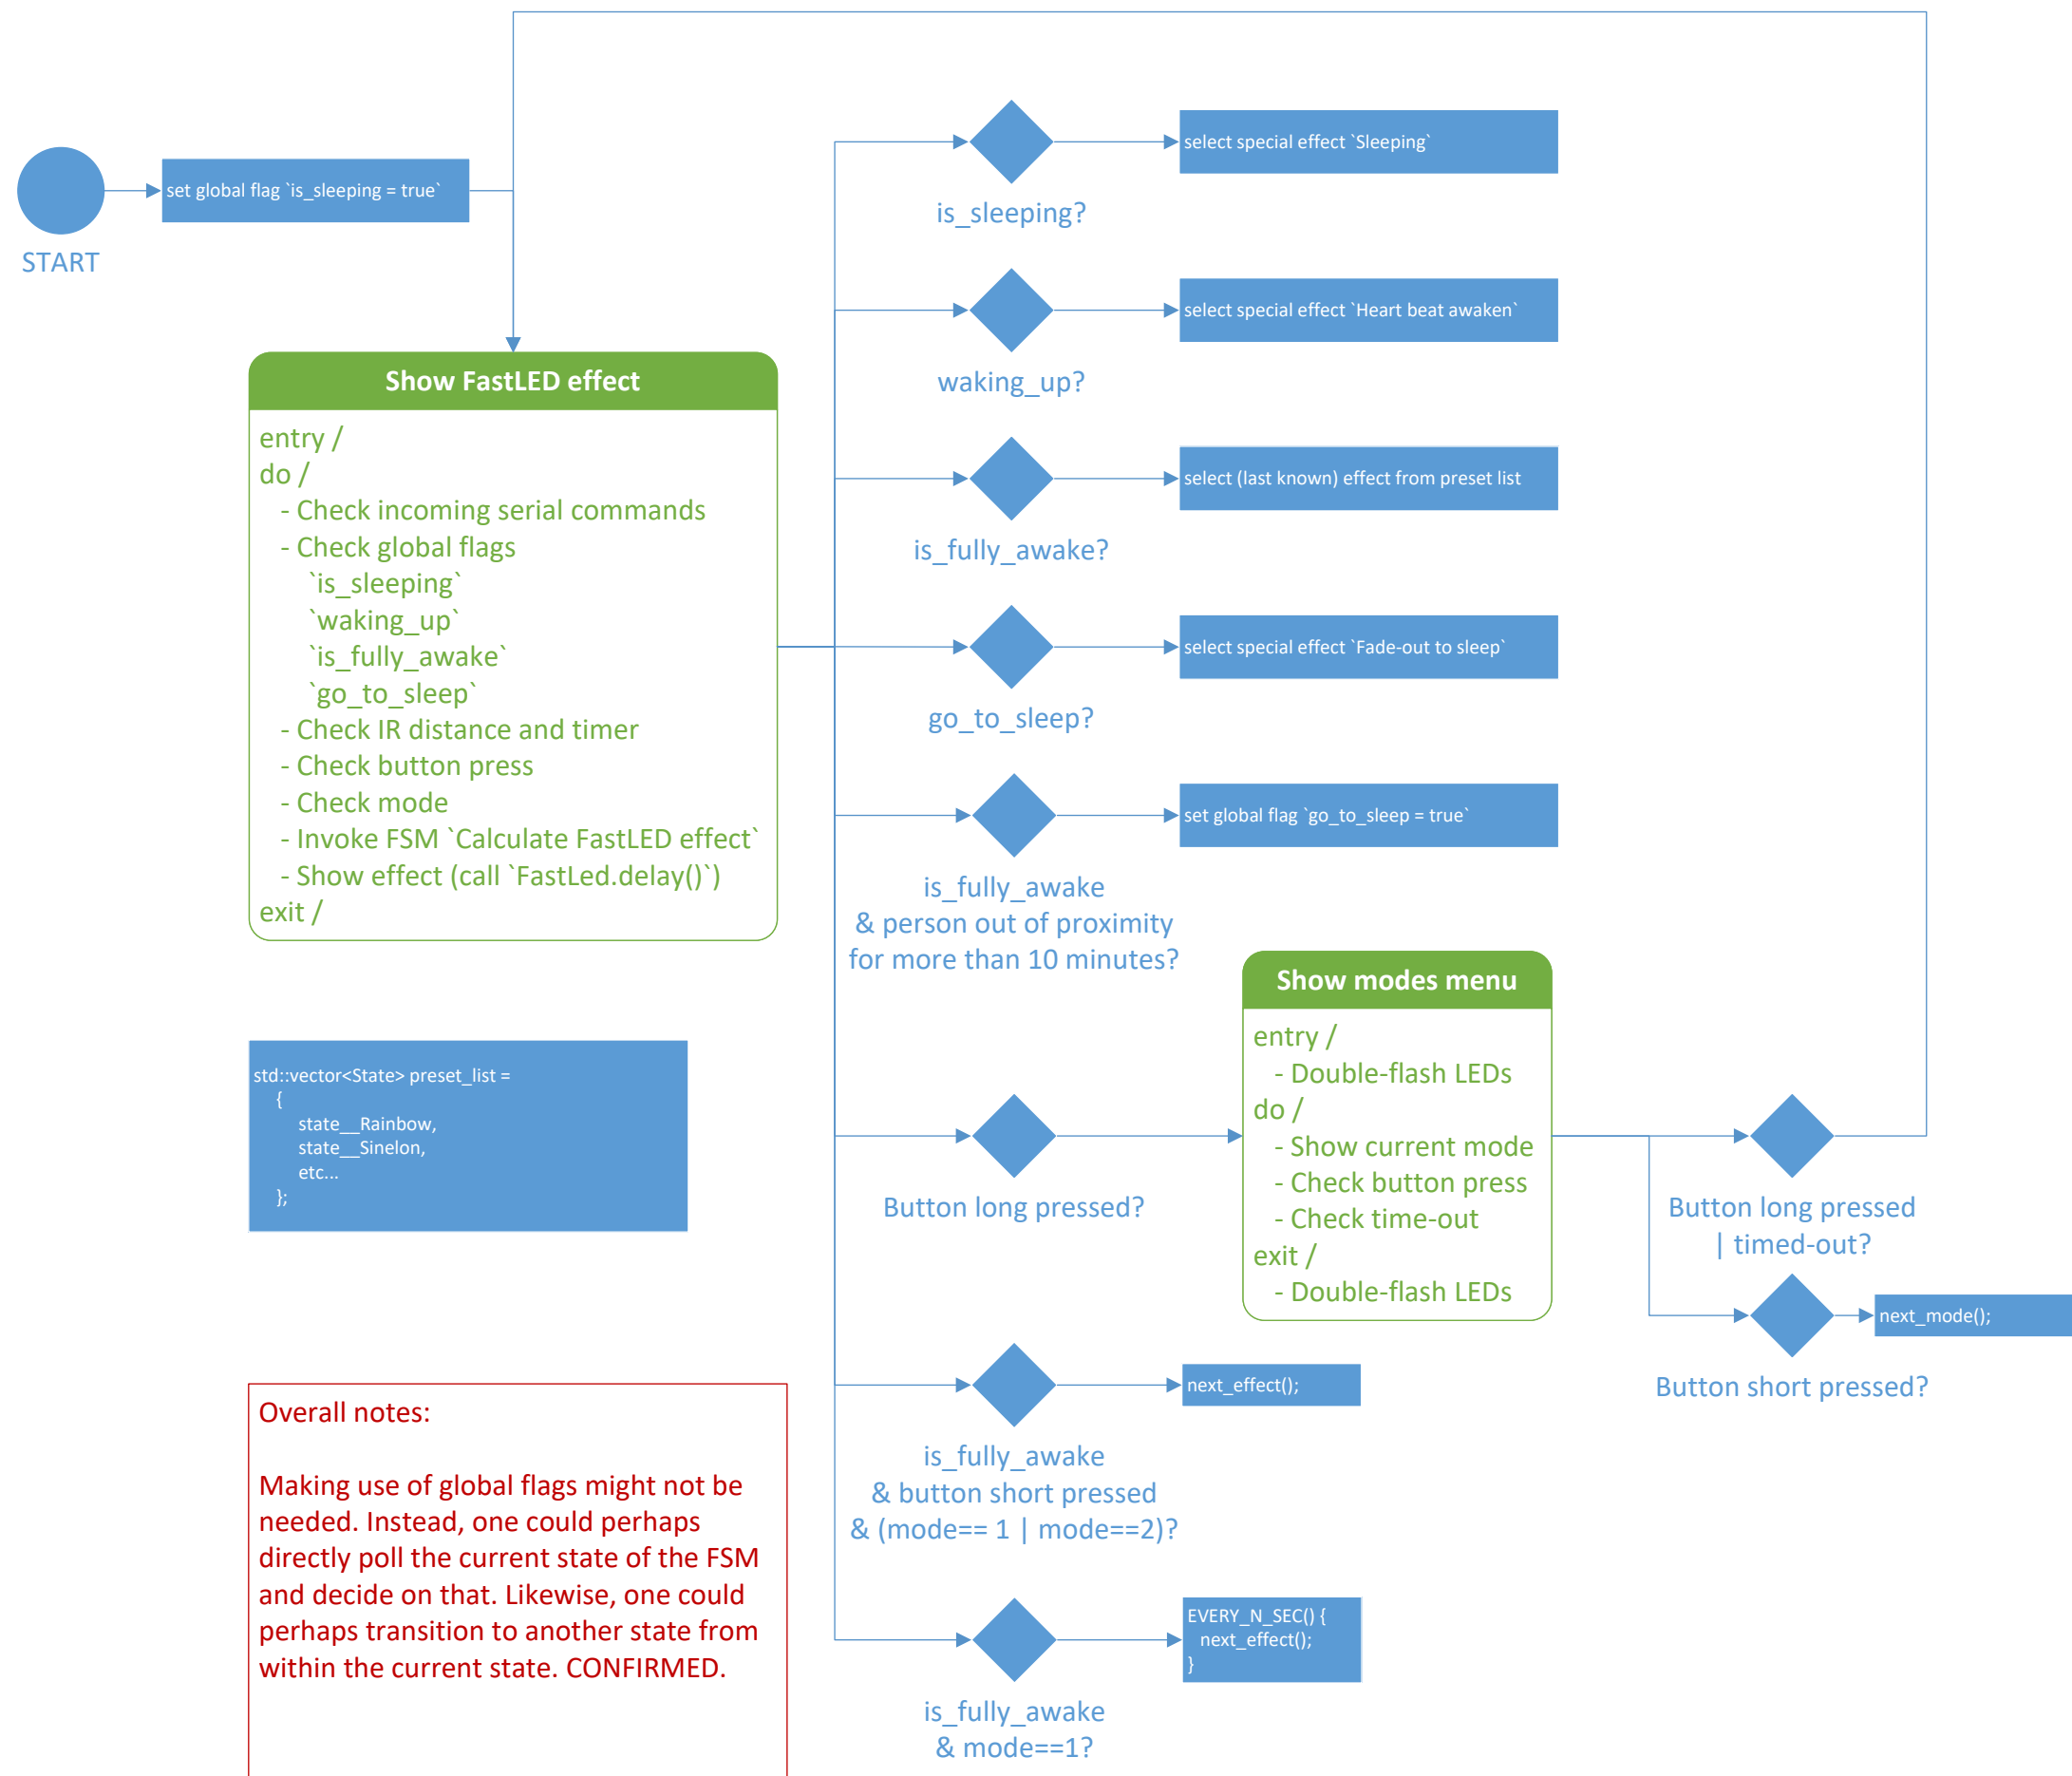 START
set global flag `is_sleeping = true`
Show FastLED effect
entry /
do /
- Check incoming serial commands
- Check global flags
`is_sleeping`
`waking_up`
`is_fully_awake`
`go_to_sleep`
- Check IR distance and timer
- Check button press
- Check mode
- Invoke FSM `Calculate FastLED effect`
- Show effect (call `FastLed.delay()`)
exit /
is_sleeping?
select special effect `Sleeping`
waking_up?
select special effect `Heart beat awaken`
is_fully_awake?
select (last known) effect from preset list
go_to_sleep?
select special effect `Fade-out to sleep`
is_fully_awake
& person out of proximity
for more than 10 minutes?
set global flag `go_to_sleep = true`
Button long pressed?
Show modes menu
entry /
- Double-flash LEDs
do /
- Show current mode
- Check button press
- Check time-out
exit /
- Double-flash LEDs
Button long pressed
| timed-out?
Button short pressed?
next_mode();
is_fully_awake
& button short pressed
& (mode== 1 | mode==2)?
next_effect();
is_fully_awake
& mode==1?
EVERY_N_SEC() {
next_effect();
}
std::vector<State> preset_list =
{
state__Rainbow,
state__Sinelon,
etc...
};
Overall notes:
Making use of global flags might not be
needed. Instead, one could perhaps
directly poll the current state of the FSM
and decide on that. Likewise, one could
perhaps transition to another state from
within the current state. CONFIRMED.